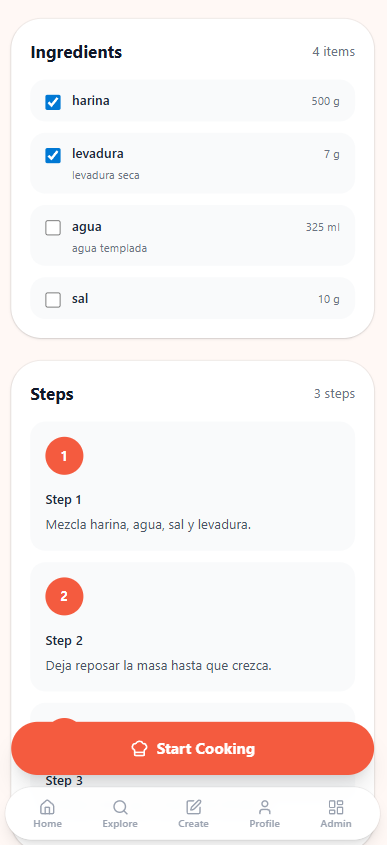 Ingredients
4 items
harina
500 g
levadura
7 g
levadura seca
agua
325 ml
agua templada
sal
10 g
Steps
3 steps
1
Step 1
Mezcla harina, agua, sal y levadura.
2
Step 2
Deja reposar la masa hasta que crezca.
Start Cooking
Step 3
Home
Explore
Create
Profile
Admin